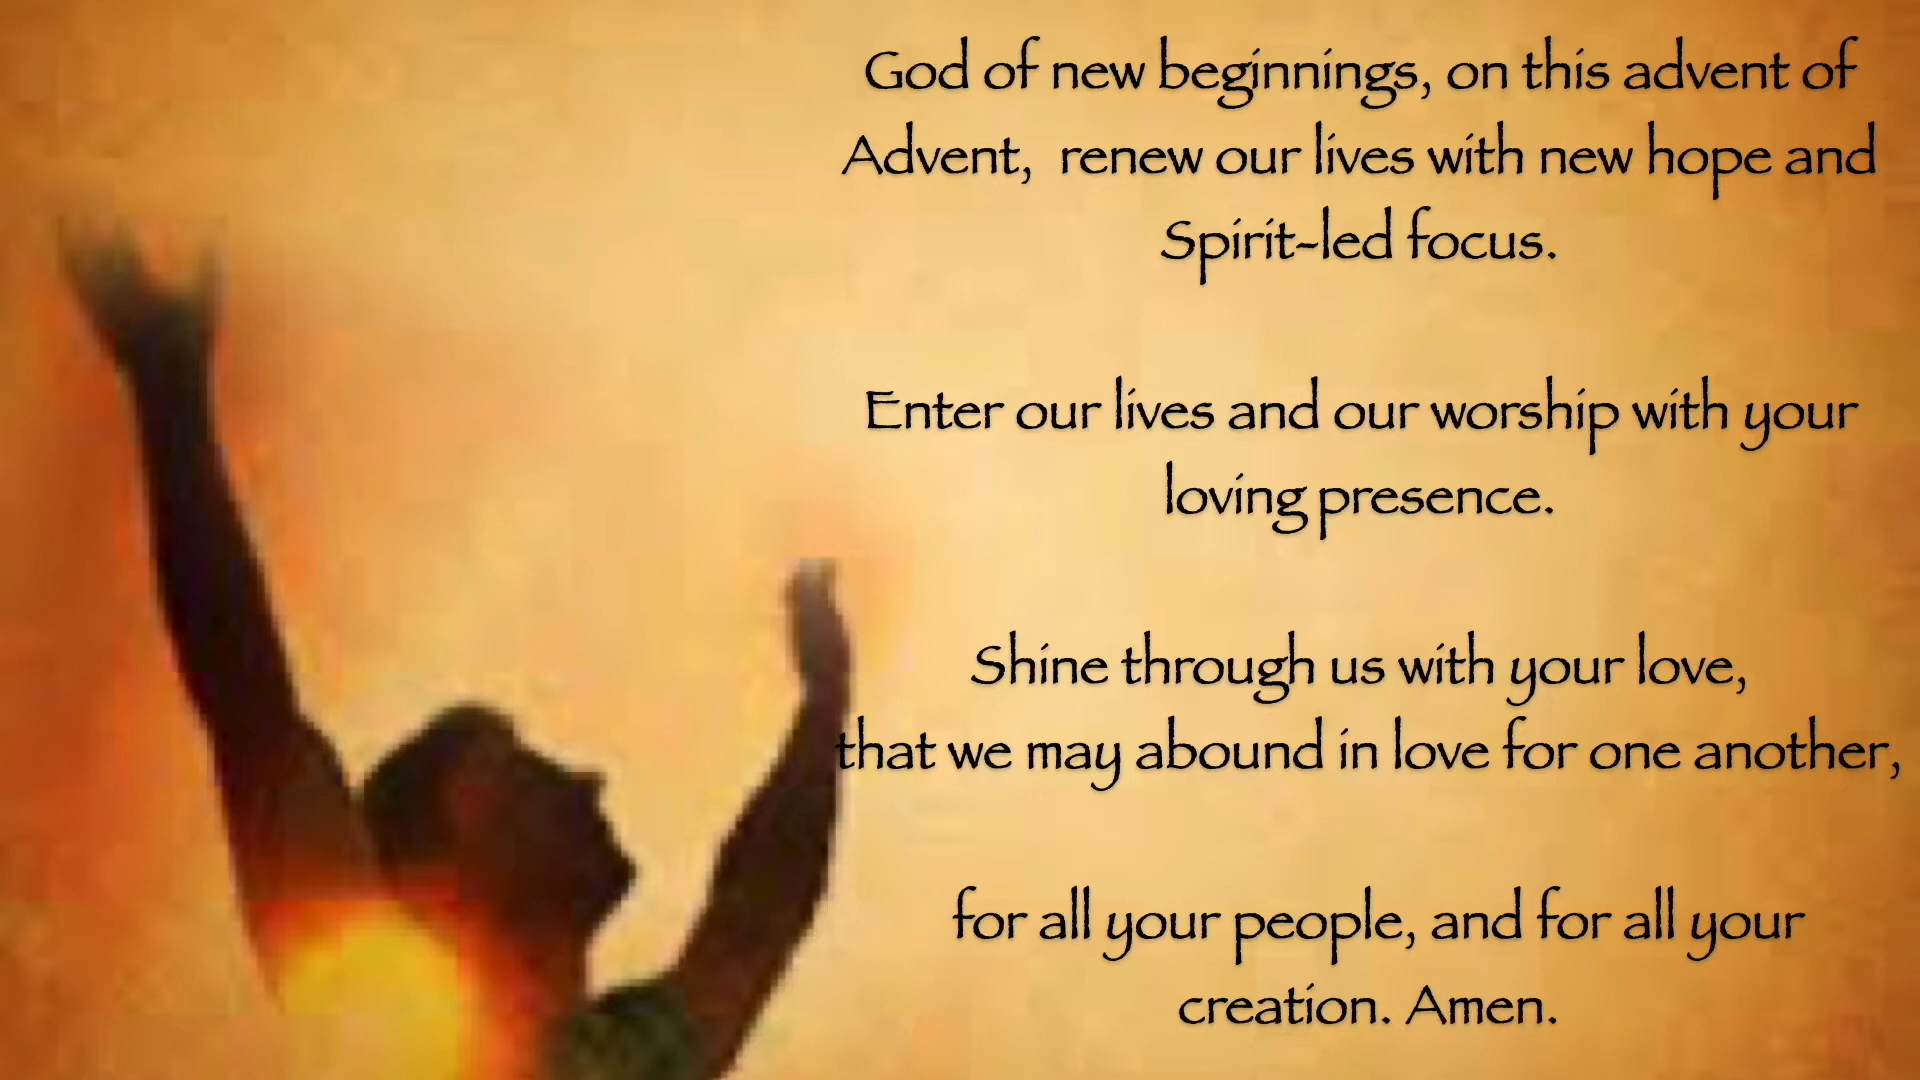 God of new beginnings, on this advent of
Advent,  renew our lives with new hope and
Spirit-led focus.
Enter our lives and our worship with your
loving presence.
Shine through us with your love,
that we may abound in love for one another,
for all your people, and for all your
creation. Amen.